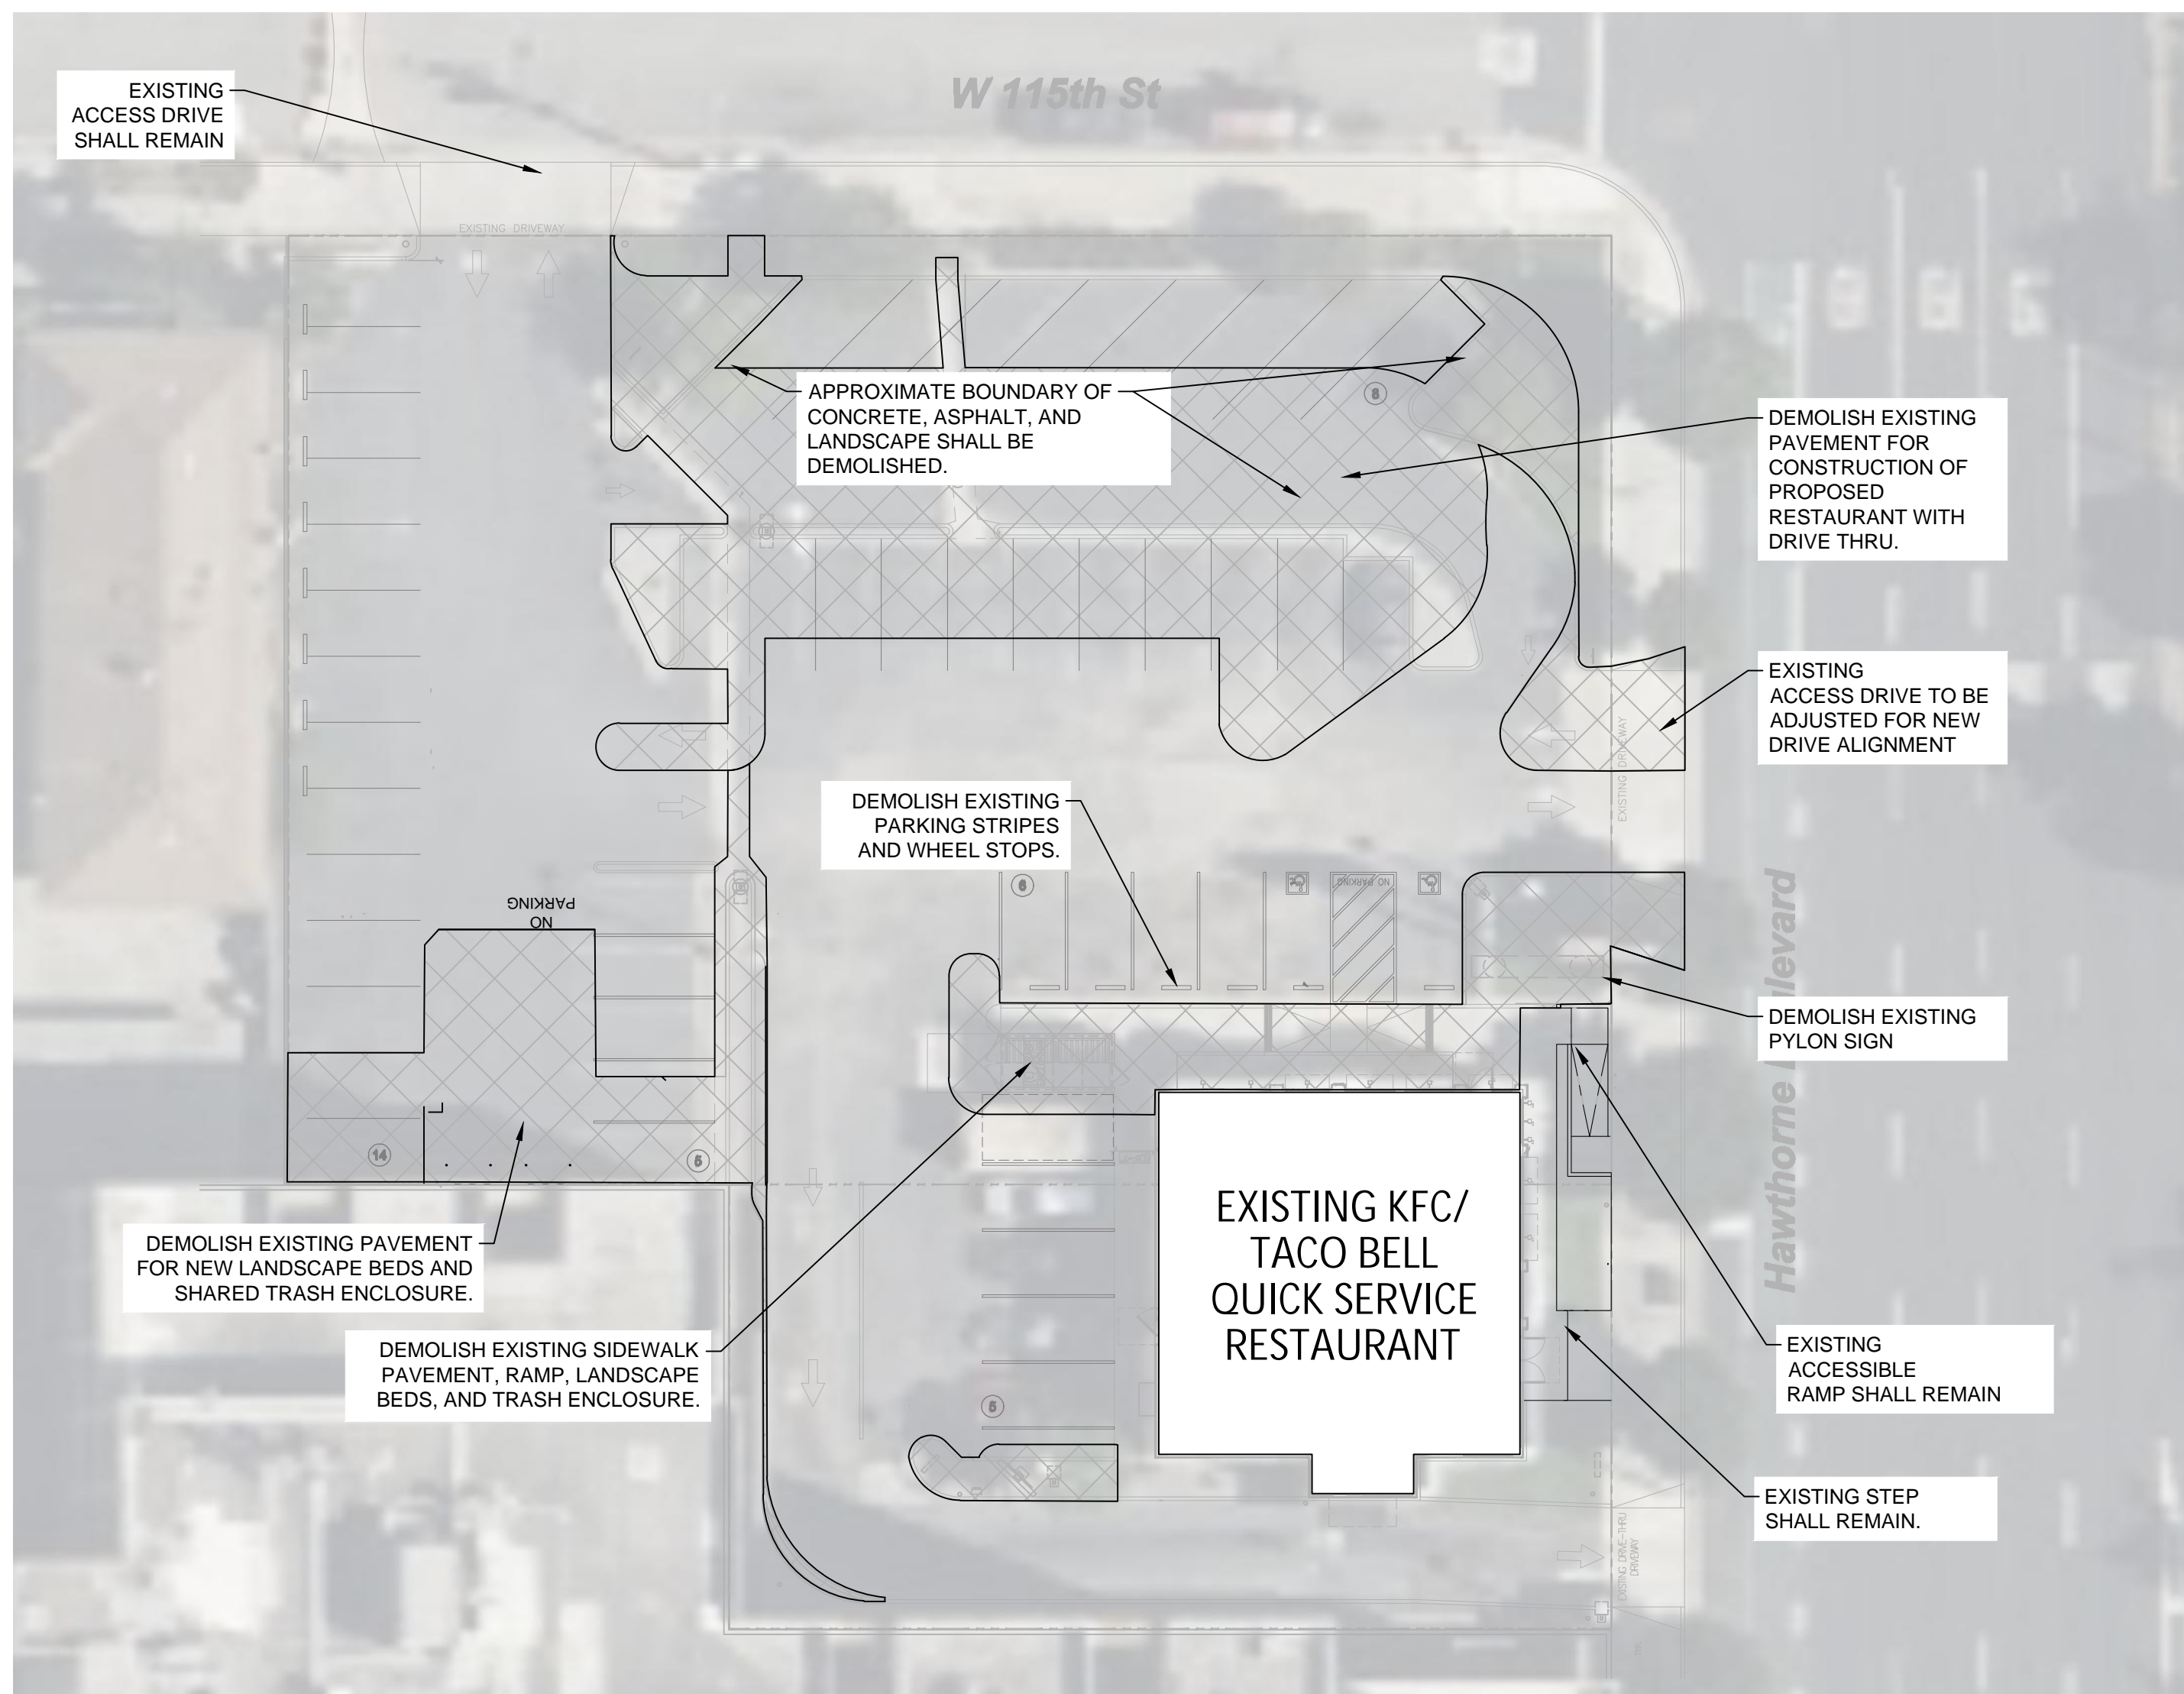 W 115th St
EXISTING
ACCESS DRIVE
SHALL REMAIN
EXISTING DRIVEWAY
APPROXIMATE BOUNDARY OF
CONCRETE, ASPHALT, AND
LANDSCAPE SHALL BE
DEMOLISHED.
8
DEMOLISH EXISTING
PAVEMENT FOR
CONSTRUCTION OF
PROPOSED
RESTAURANT WITH
DRIVE THRU.
EXISTING
ACCESS DRIVE TO BE
ADJUSTED FOR NEW
DRIVE ALIGNMENT
EXISTING DRIVEWAY
DEMOLISH EXISTING
PARKING STRIPES
AND WHEEL STOPS.
6
NO PARKING
NO
PARKING
Hawthorne
DEMOLISH EXISTING
PYLON SIGN
14
5
DEMOLISH EXISTING PAVEMENT
FOR NEW LANDSCAPE BEDS AND
SHARED TRASH ENCLOSURE.
EXISTING KFC/
TACO BELL
QUICK SERVICE
RESTAURANT
DEMOLISH EXISTING SIDEWALK
PAVEMENT, RAMP, LANDSCAPE
BEDS, AND TRASH ENCLOSURE.
5
EXISTING
ACCESSIBLE
RAMP SHALL REMAIN
EXISTING STEP
SHALL REMAIN.
EXISTING DRIVE-THRU
DRIVEWAY